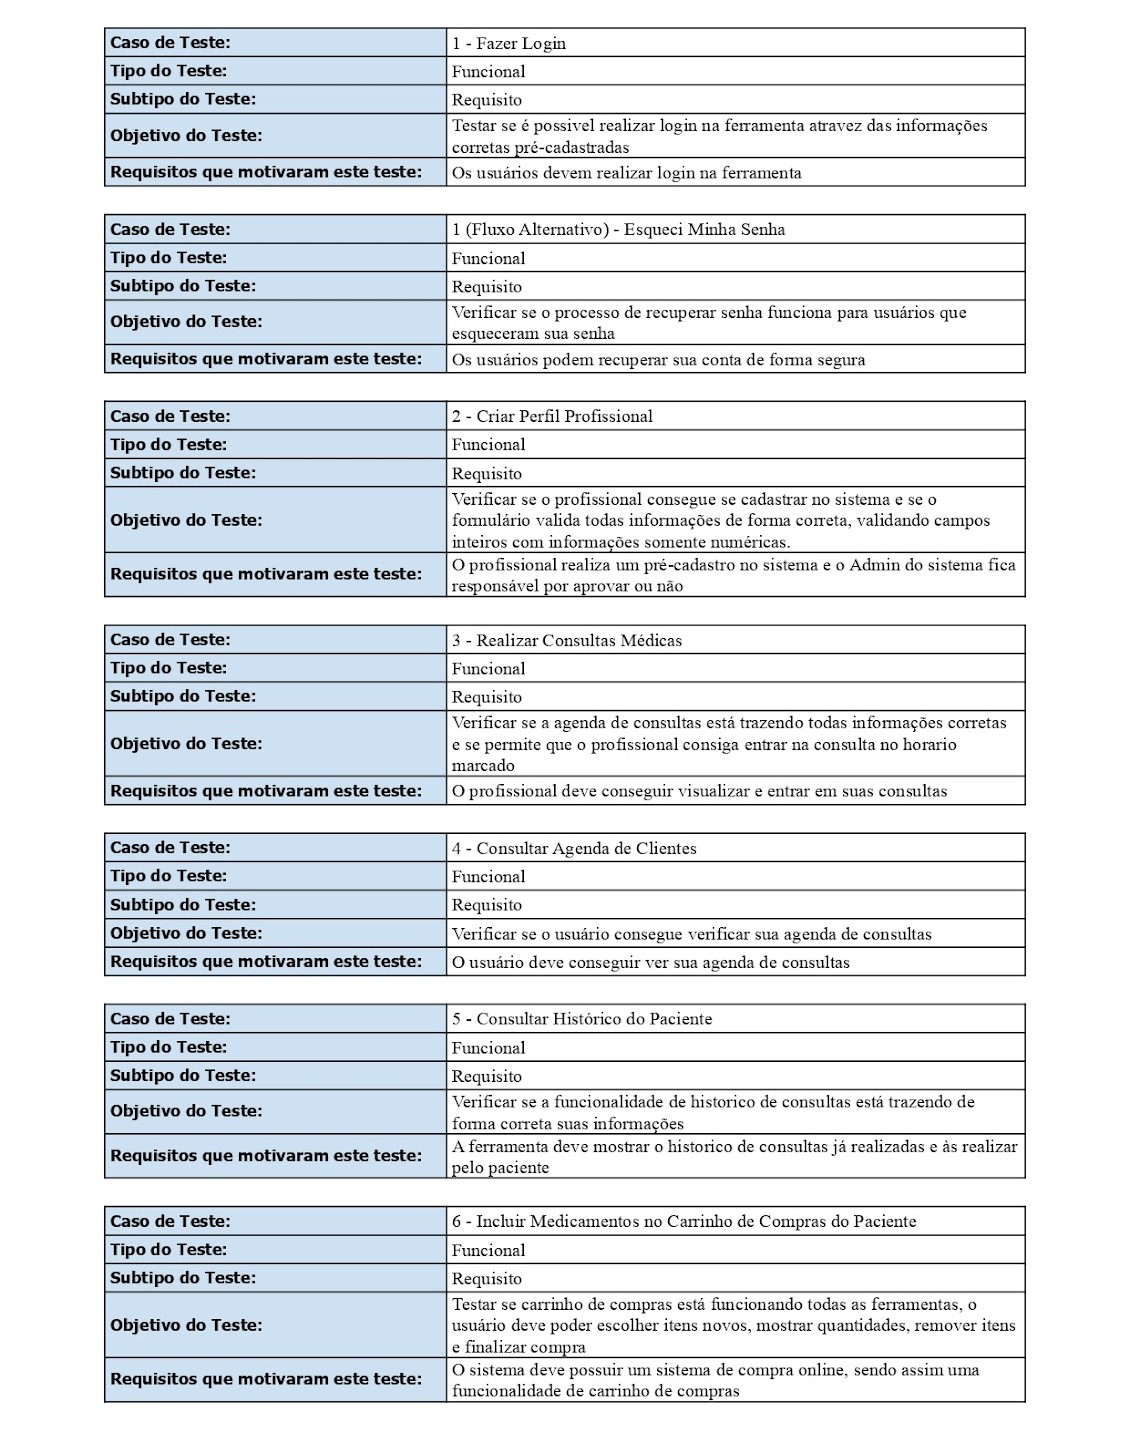 Caso de Teste: 1 - Fazer Login
Tipo do Teste: Funcional
Subtipo do Teste: Requisito
Objetivo do Teste: Testar se é possivel realizar login na ferramenta atravez das informações
corretas pré-cadastradas
Requisitos que motivaram este teste: Os usuários devem realizar login na ferramenta
Caso de Teste: 1 (Fluxo Alternativo) - Esqueci Minha Senha
Tipo do Teste: Funcional
Subtipo do Teste: Requisito
Objetivo do Teste: Verificar se o processo de recuperar senha funciona para usuários que
esqueceram sua senha
Requisitos que motivaram este teste: Os usuários podem recuperar sua conta de forma segura
Caso de Teste: 2 - Criar Perfil Profissional
Tipo do Teste: Funcional
Subtipo do Teste: Requisito
Objetivo do Teste: Verificar se o profissional consegue se cadastrar no sistema e se o
formulário valida todas informações de forma correta, validando campos
inteiros com informações somente numéricas.
Requisitos que motivaram este teste: O profissional realiza um pré-cadastro no sistema e o Admin do sistema fica
responsável por aprovar ou não
Caso de Teste: 3 - Realizar Consultas Médicas
Tipo do Teste: Funcional
Subtipo do Teste: Requisito
Objetivo do Teste: Verificar se a agenda de consultas está trazendo todas informações corretas
e se permite que o profissional consiga entrar na consulta no horario
marcado
Requisitos que motivaram este teste: O profissional deve conseguir visualizar e entrar em suas consultas
Caso de Teste: 4 - Consultar Agenda de Clientes
Tipo do Teste: Funcional
Subtipo do Teste: Requisito
Objetivo do Teste: Verificar se o usuário consegue verificar sua agenda de consultas
Requisitos que motivaram este teste: O usuário deve conseguir ver sua agenda de consultas
Caso de Teste: 5 - Consultar Histórico do Paciente
Tipo do Teste: Funcional
Subtipo do Teste: Requisito
Objetivo do Teste: Verificar se a funcionalidade de historico de consultas está trazendo de
forma correta suas informações
Requisitos que motivaram este teste: A ferramenta deve mostrar o historico de consultas já realizadas e às realizar
pelo paciente
Caso de Teste: 6 - Incluir Medicamentos no Carrinho de Compras do Paciente
Tipo do Teste: Funcional
Subtipo do Teste: Requisito
Objetivo do Teste: Testar se carrinho de compras está funcionando todas as ferramentas, o
usuário deve poder escolher itens novos, mostrar quantidades, remover itens
e finalizar compra
Requisitos que motivaram este teste: O sistema deve possuir um sistema de compra online, sendo assim uma
funcionalidade de carrinho de compras